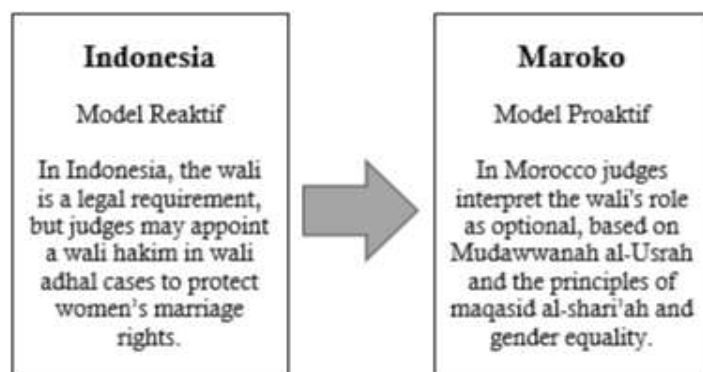 Indonesia
Model Reaktif
In Indonesia, the wali
is a legal requirement,
but judges may appoint
a wali hakim in wali
adhal cases to protect
women's marriage
rights.
Maroko
Model Proaktif
In Morocco judges
interpret the wali's role
as optional, based on
Mudawwanah al-Usrah
and the principles of
maqasid al-shari'ah and
gender equality.